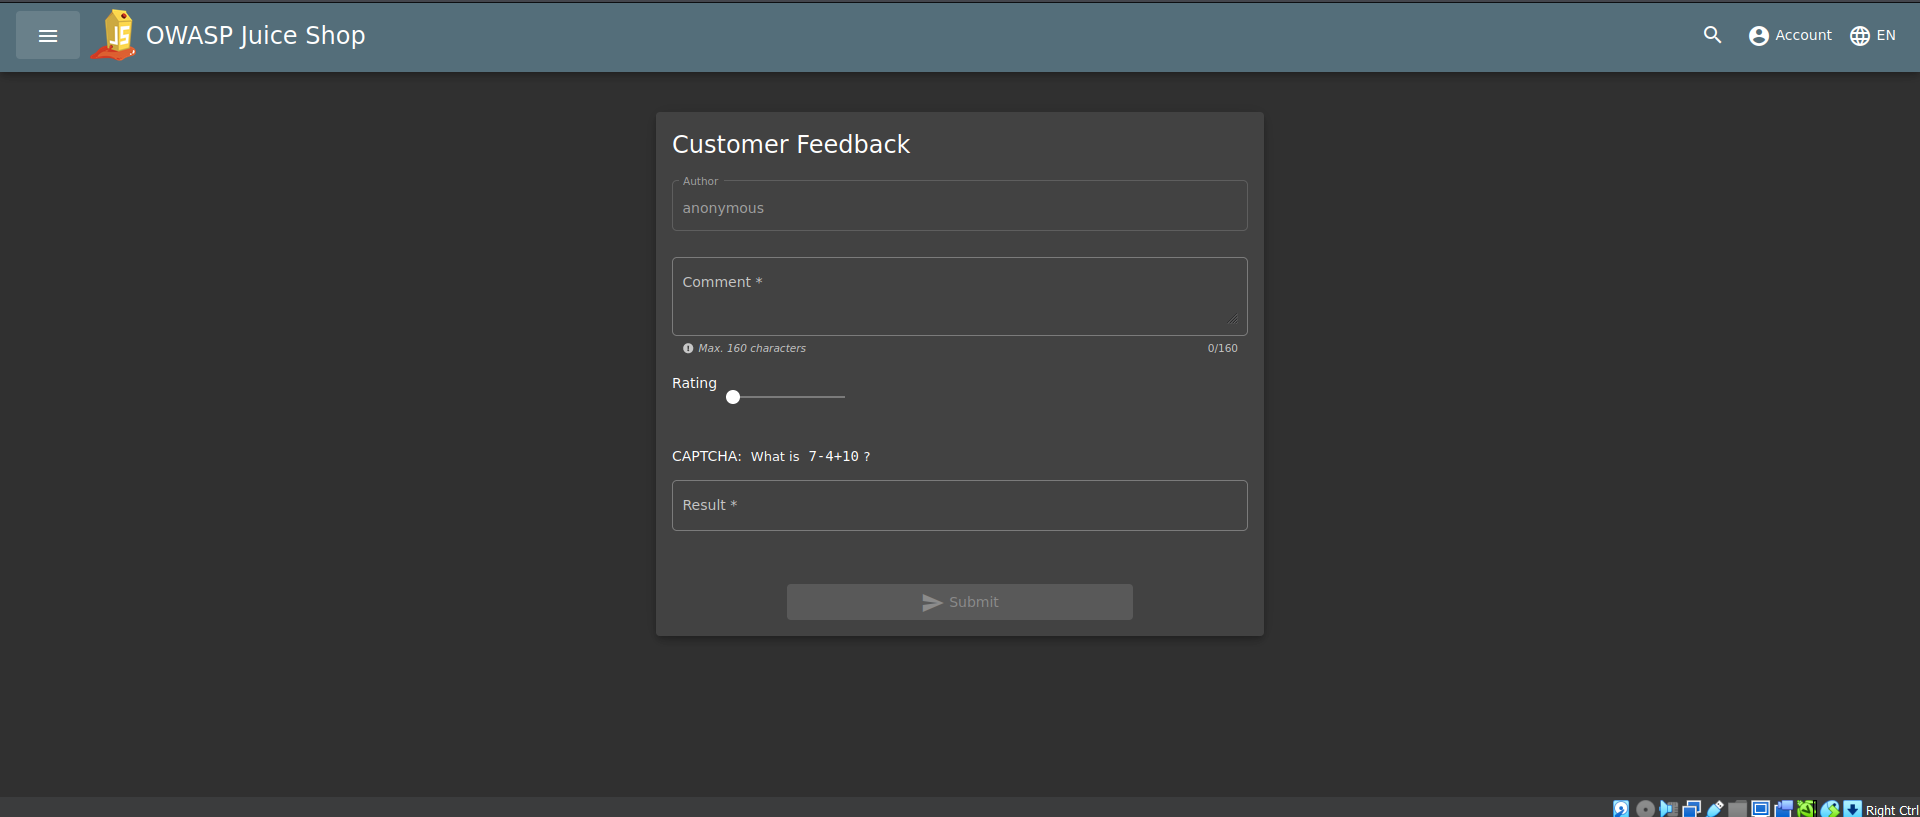 JS OWASP Juice Shop
Account EN
Customer Feedback
Author
anonymous
Comment *
Max. 160 characters 0/160
Rating
CAPTCHA: What is 7-4+10 ?
Result *
Submit
Right Ctrl